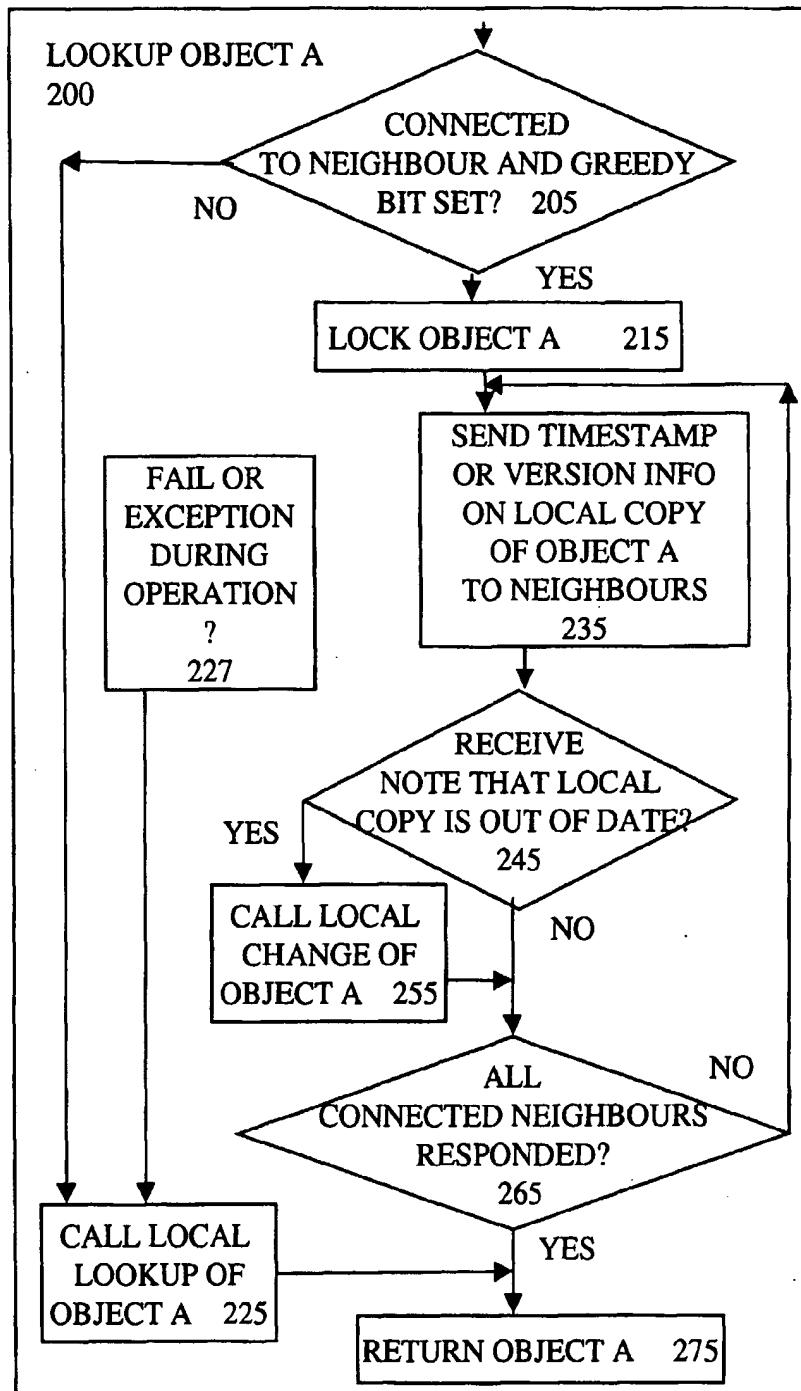 LOOKUP OBJECT A
200
CONNECTED
TO NEIGHBOUR AND GREEDY
BIT SET? 205
NO
YES
LOCK OBJECT A 215
SEND TIMESTAMP
OR VERSION INFO
ON LOCAL COPY
OF OBJECT A
TO NEIGHBOURS
235
FAIL OR
EXCEPTION
DURING
OPERATION
?
227
RECEIVE
NOTE THAT LOCAL
COPY IS OUT OF DATE?
245
YES
NO
CALL LOCAL
CHANGE OF
OBJECT A 255
ALL
CONNECTED NEIGHBOURS
RESPONDED?
265
NO
YES
CALL LOCAL
LOOKUP OF
OBJECT A 225
RETURN OBJECT A 275